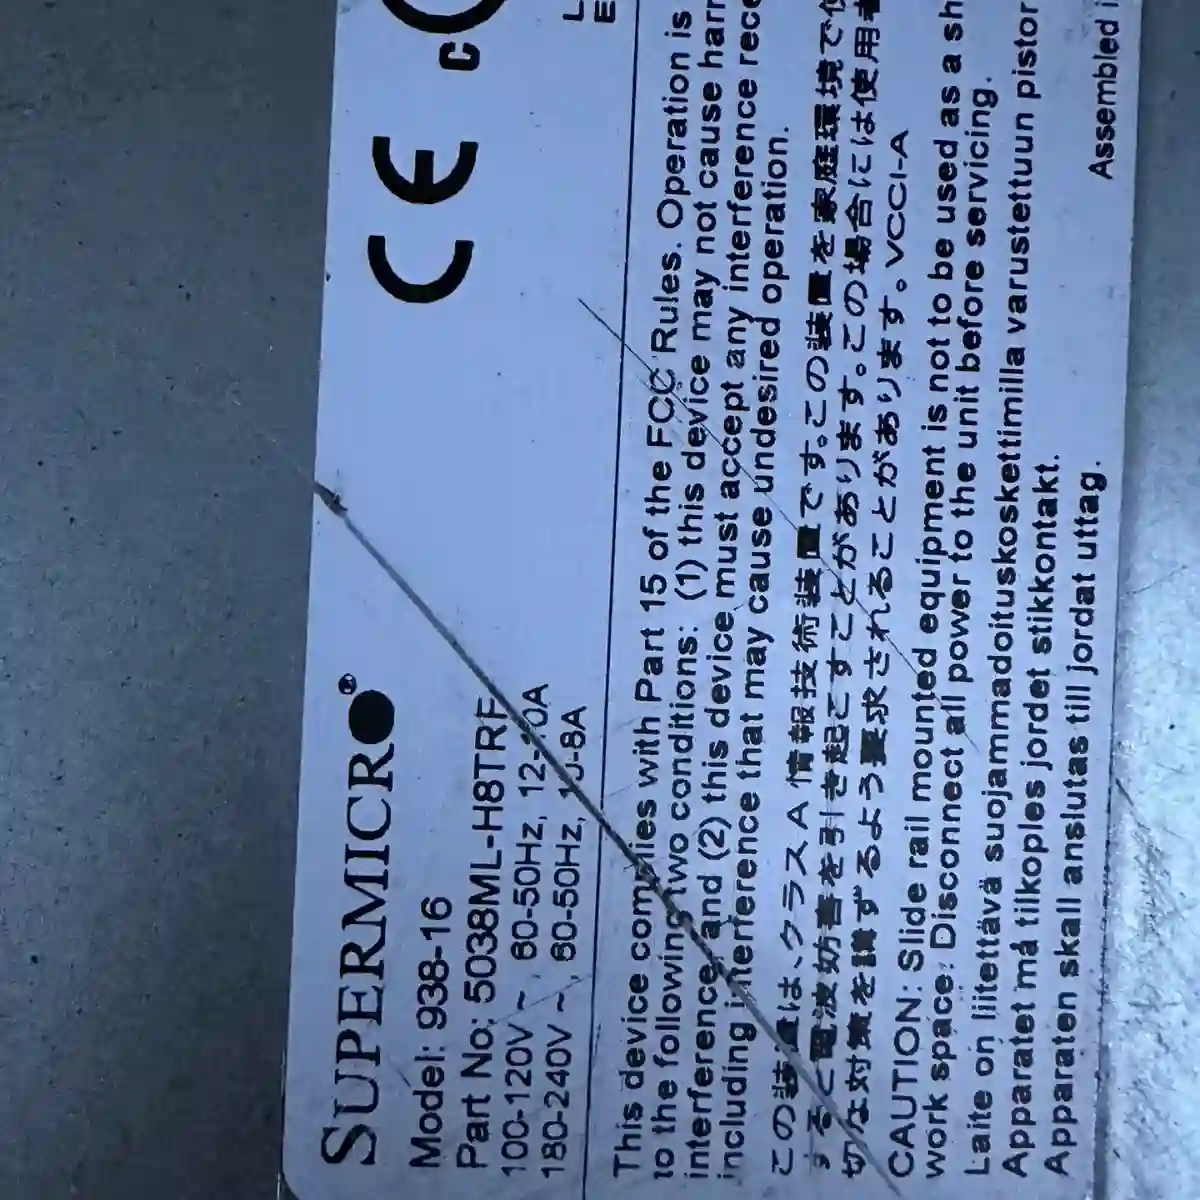 SUPERMICR®
Model: 938-16
Part No: 5038ML-H8TRF
100-120V ~, 60-50Hz, 12-10A
180-240V ~, 60-50Hz, 10-8A
CE
This device complies with Part 15 of the FCC Rules. Operation is
to the following two conditions: (1) this device may not cause
interference, and (2) this device must accept any interference
including interference that may cause undesired operation.
この装置は、クラスA情報技術装置です。この装置を家庭環境で
すると電波妨害を引き起こすことがあります。この場合には使用者
切な対策を講ずるよう要求されることがあります。VCCI-A
CAUTION: Slide rail mounted equipment is not to be used as a
work space. Disconnect all power to the unit before servicing.
Laite on liitettävä suojammadoituskoskettimilla varustettuun
Apparatet må tilkoples jordet stikkontakt.
Apparaten skall anslutas till jordat uttag.
Assembled